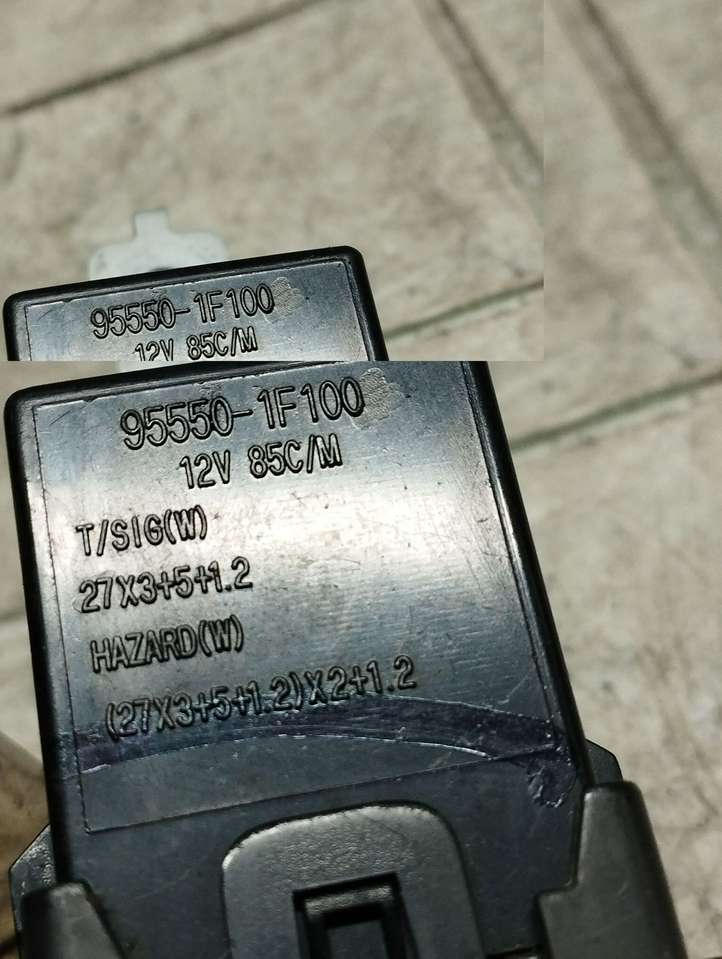 95550-1F100
12V 85C/M
95550-1F100
12V 85C/M
T/SIG(W)
27X3+5+1.2
HAZARD(W)
(27X3+5+1.2)X2+1.2